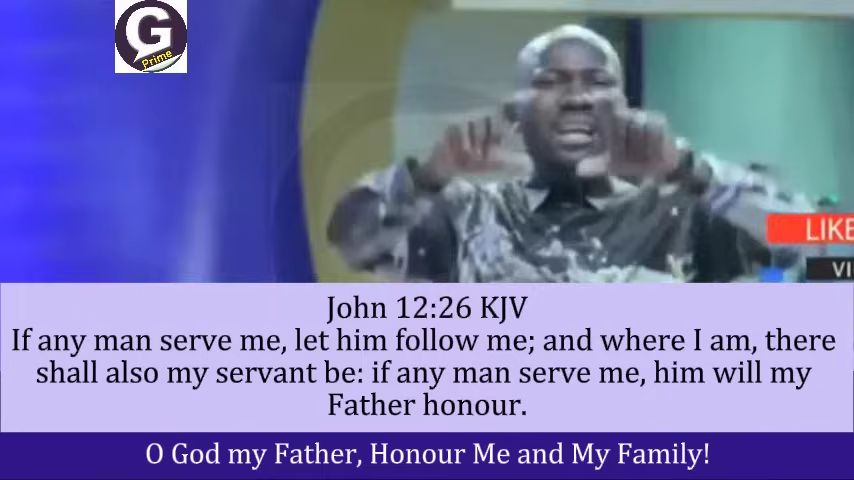 G
Prime
LIKE
VI
John 12:26 KJV
If any man serve me, let him follow me; and where I am, there
shall also my servant be: if any man serve me, him will my
Father honour.
O God my Father, Honour Me and My Family!